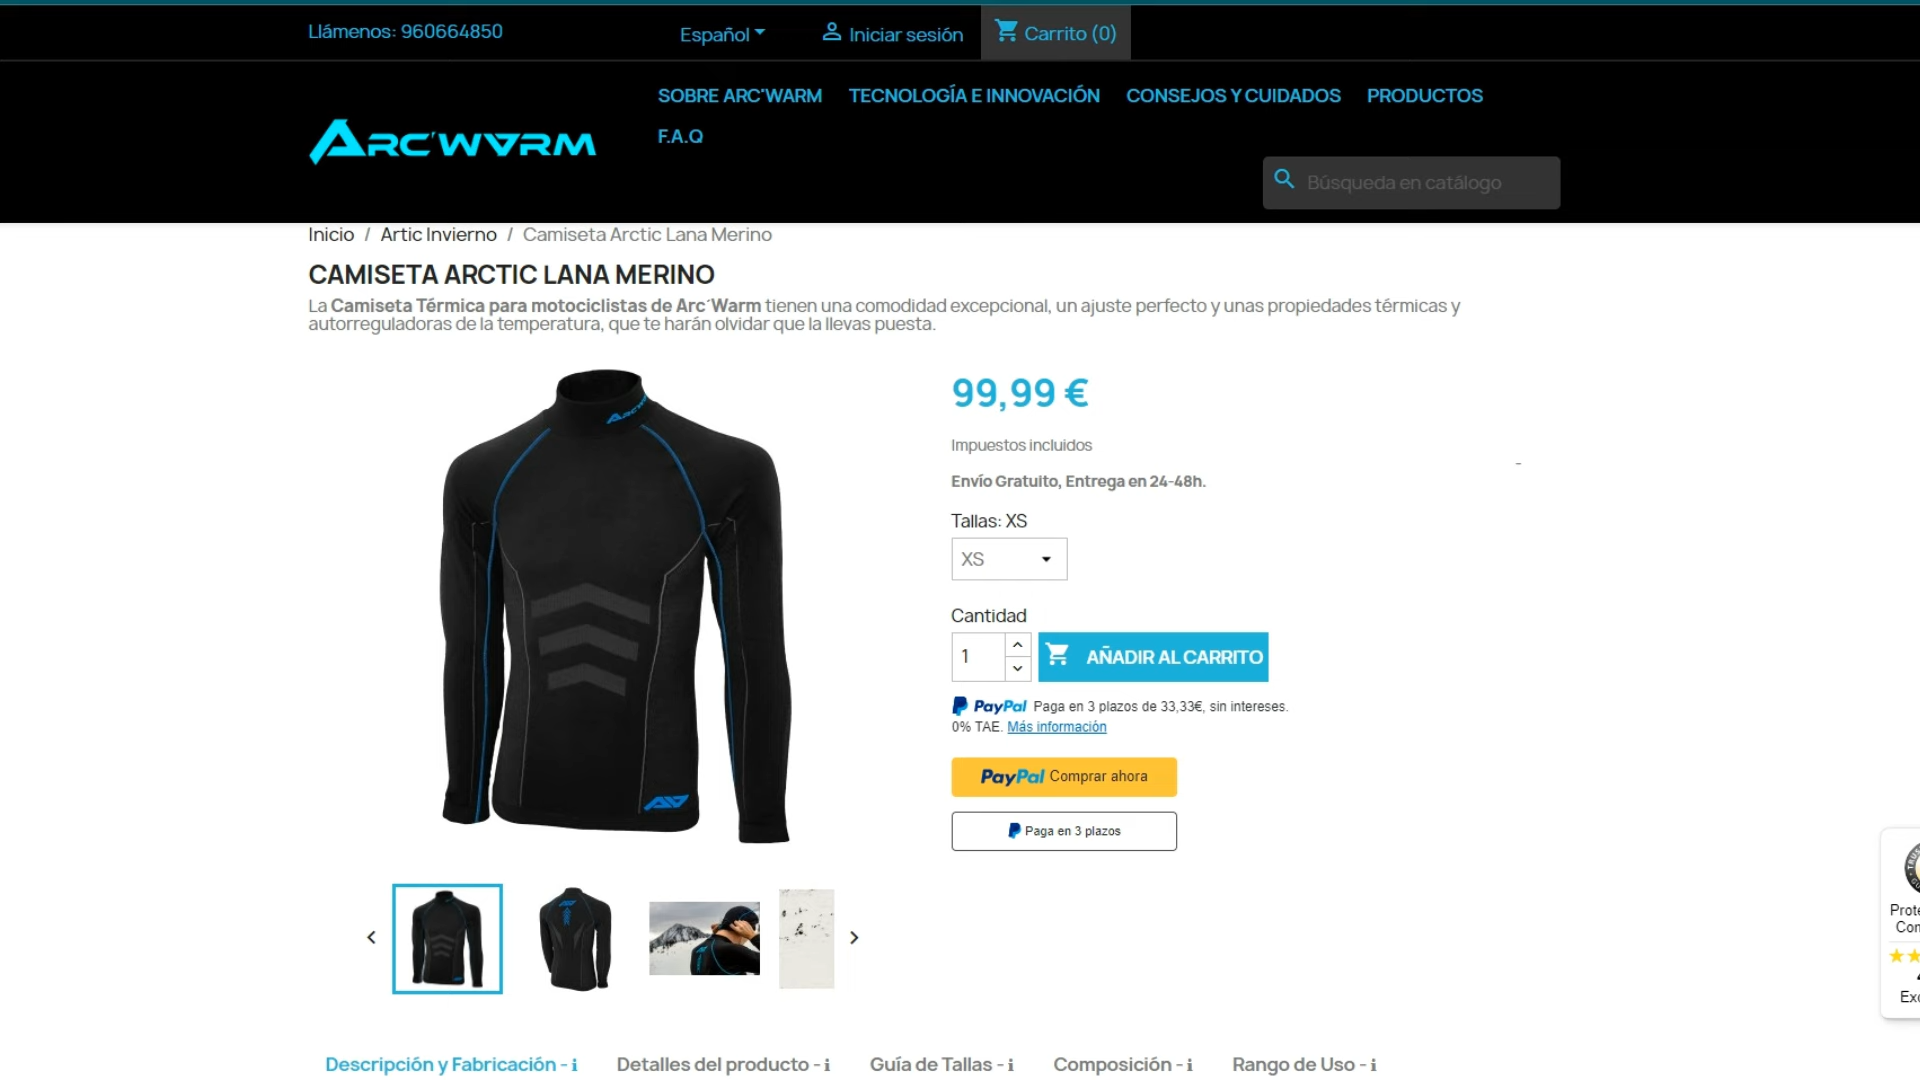 Llámenos: 960664850
Español
Iniciar sesión
Carrito (0)
SOBRE ARC'WARM
TECNOLOGÍA E INNOVACIÓN
CONSEJOS Y CUIDADOS
PRODUCTOS
F.A.Q
ARC'WARM
Búsqueda en catálogo
Inicio / Artic Invierno / Camiseta Arctic Lana Merino
CAMISETA ARCTIC LANA MERINO
La Camiseta Térmica para motociclistas de Arc´Warm tienen una comodidad excepcional, un ajuste perfecto y unas propiedades térmicas y
autorreguladoras de la temperatura, que te harán olvidar que la llevas puesta.
99,99 €
Impuestos incluidos
-
Envío Gratuito, Entrega en 24-48h.
Tallas: XS
XS
Cantidad
1
AÑADIR AL CARRITO
PayPal Paga en 3 plazos de 33,33€, sin intereses.
0% TAE. Más información
PayPal Comprar ahora
Paga en 3 plazos
Descripción y Fabricación - i
Detalles del producto - i
Guía de Tallas - i
Composición - i
Rango de Uso - i